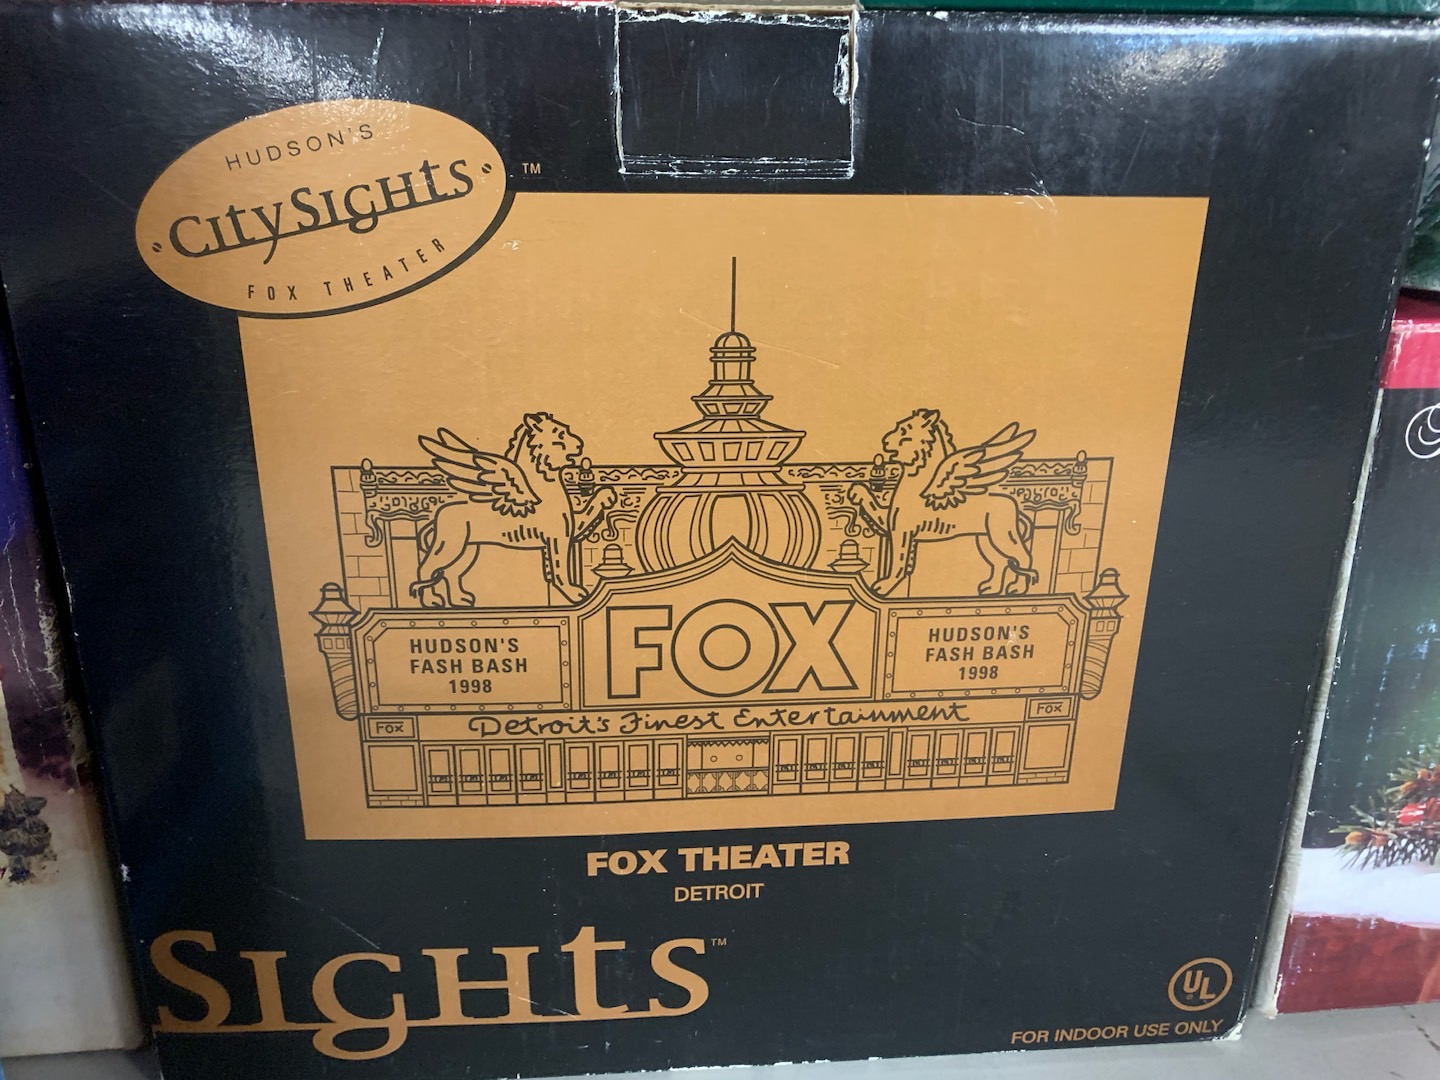 HUDSON'S
CitySights
FOX THEATER
TM
HUDSON'S
FASH BASH
1998
FOX
HUDSON'S
FASH BASH
1998
FOX
Detroit's Finest Entertainment
FOX
FOX THEATER
DETROIT
Sights
TM
UL
FOR INDOOR USE ONLY